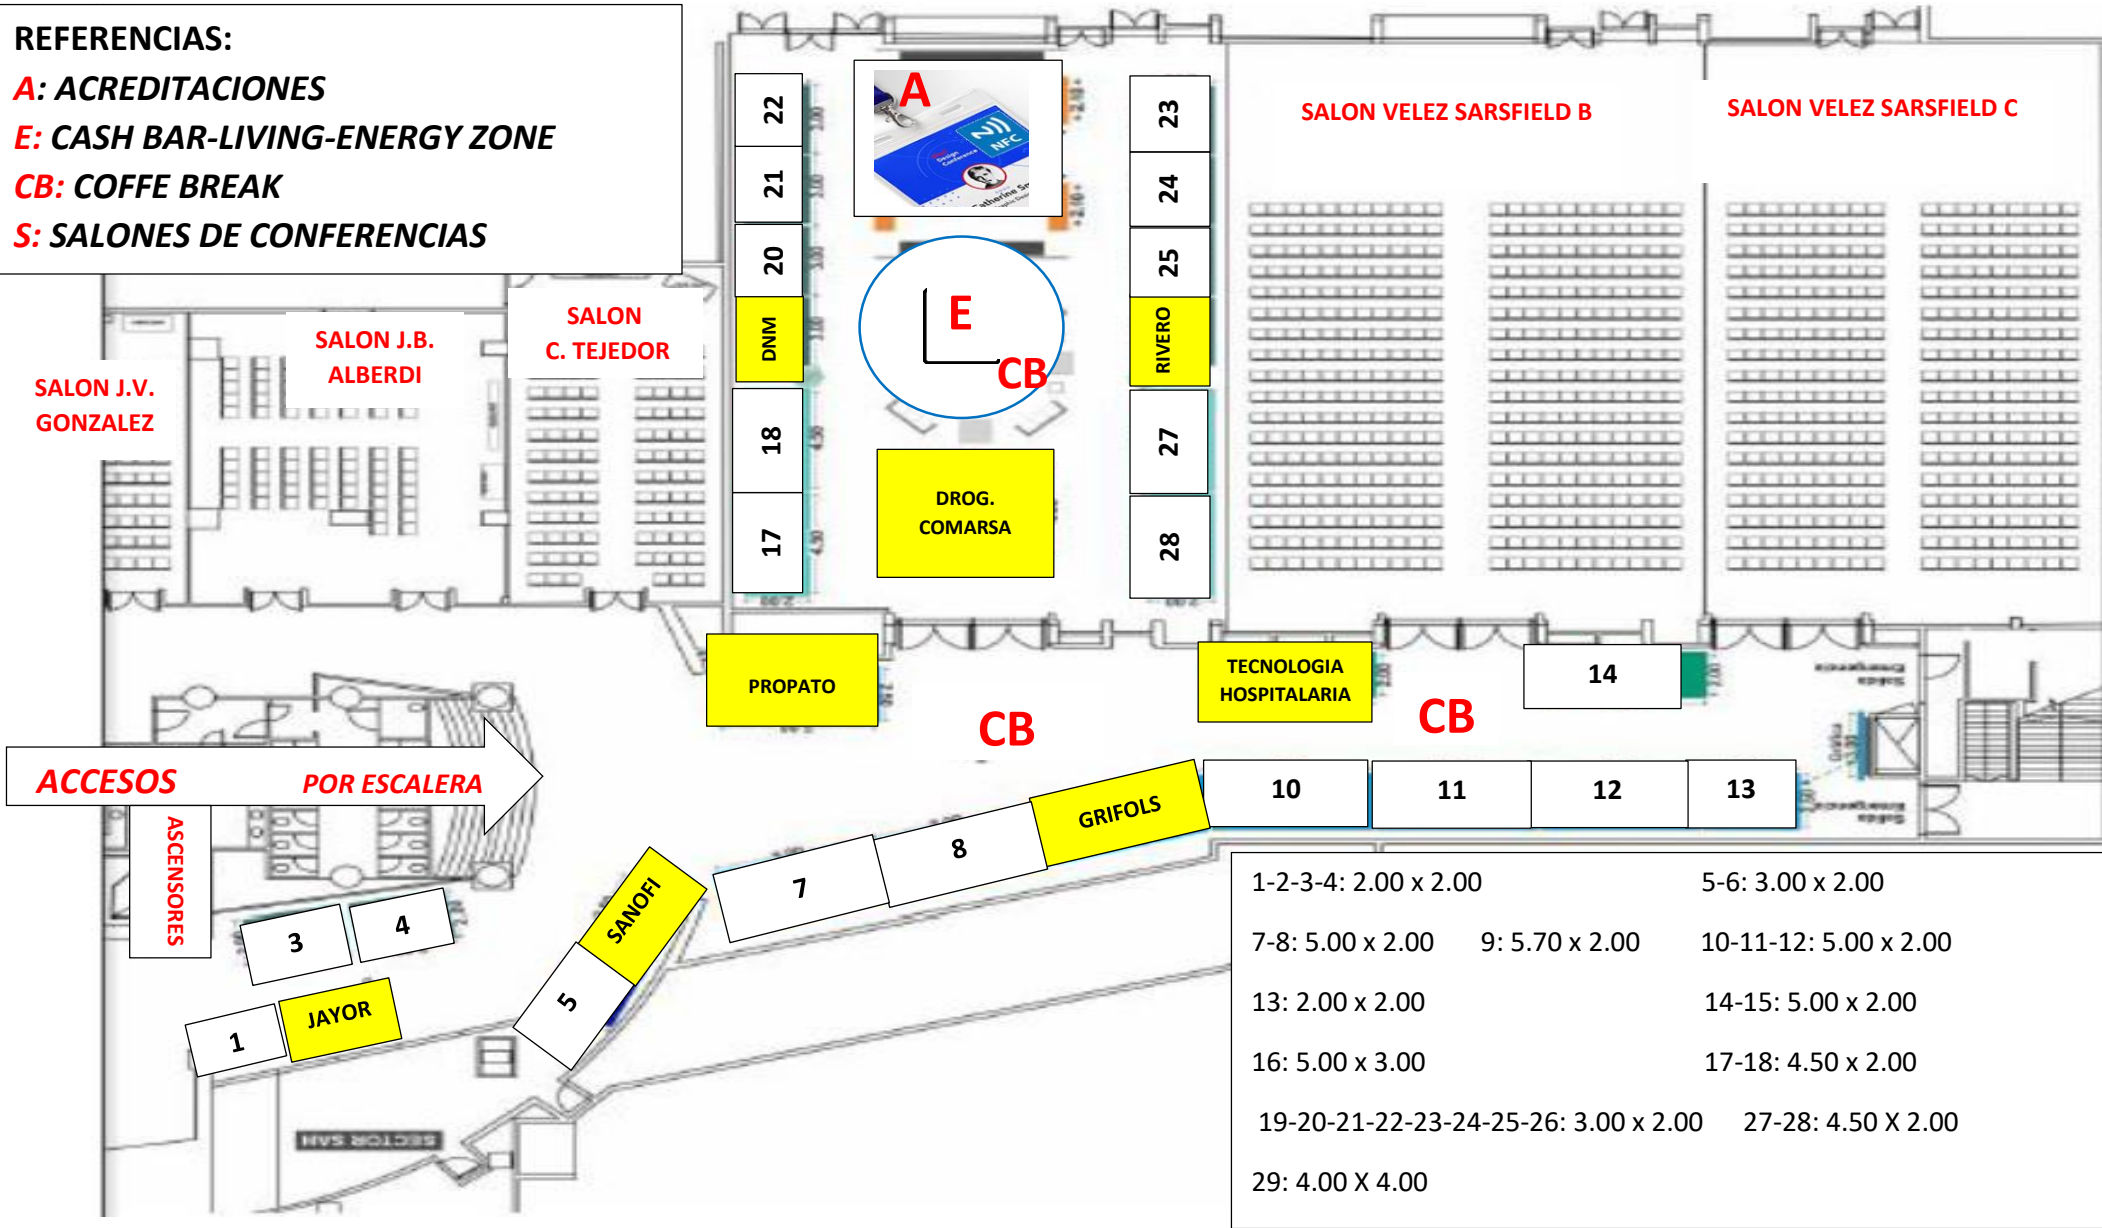 REFERENCIAS:
A: ACREDITACIONES
E: CASH BAR-LIVING-ENERGY ZONE
CB: COFFE BREAK
S: SALONES DE CONFERENCIAS
A
NFC
Design
Conference
SALON VELEZ SARSFIELD B
SALON VELEZ SARSFIELD C
22
21
20
DNM
18
17
23
24
25
RIVERO
27
28
E
CB
DROG.
COMARSA
SALON J.V.
GONZALEZ
SALON J.B.
ALBERDI
SALON
C. TEJEDOR
PROPATO
TECNOLOGIA
HOSPITALARIA
14
CB
CB
ACCESOS POR ESCALERA
ASCENSORES
10
11
12
13
GRIFOLS
8
7
SANOFI
5
3
4
1
JAYOR
SECTOR SAH
1-2-3-4: 2.00 x 2.00 5-6: 3.00 x 2.00
7-8: 5.00 x 2.00 9: 5.70 x 2.00 10-11-12: 5.00 x 2.00
13: 2.00 x 2.00 14-15: 5.00 x 2.00
16: 5.00 x 3.00 17-18: 4.50 x 2.00
19-20-21-22-23-24-25-26: 3.00 x 2.00 27-28: 4.50 X 2.00
29: 4.00 X 4.00